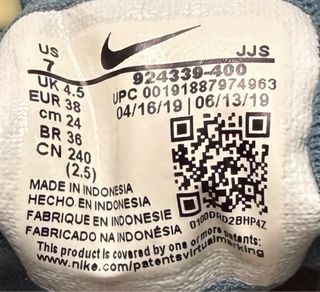 US JJS
7 924339-400
UK 4.5 UPC 00191887974963
EUR 38 04/16/19 06/13/19
cm 24
BR 36
CN 240
(2.5)
MADE IN INDONESIA
HECHO EN INDONESIA
FABRIQUE EN INDONESIE
FABRICADO NA INDONÉSIA
0100DRD2BHP4Z
This product is covered by one or more patents:
www.nike.com/patentsvirtualmarking